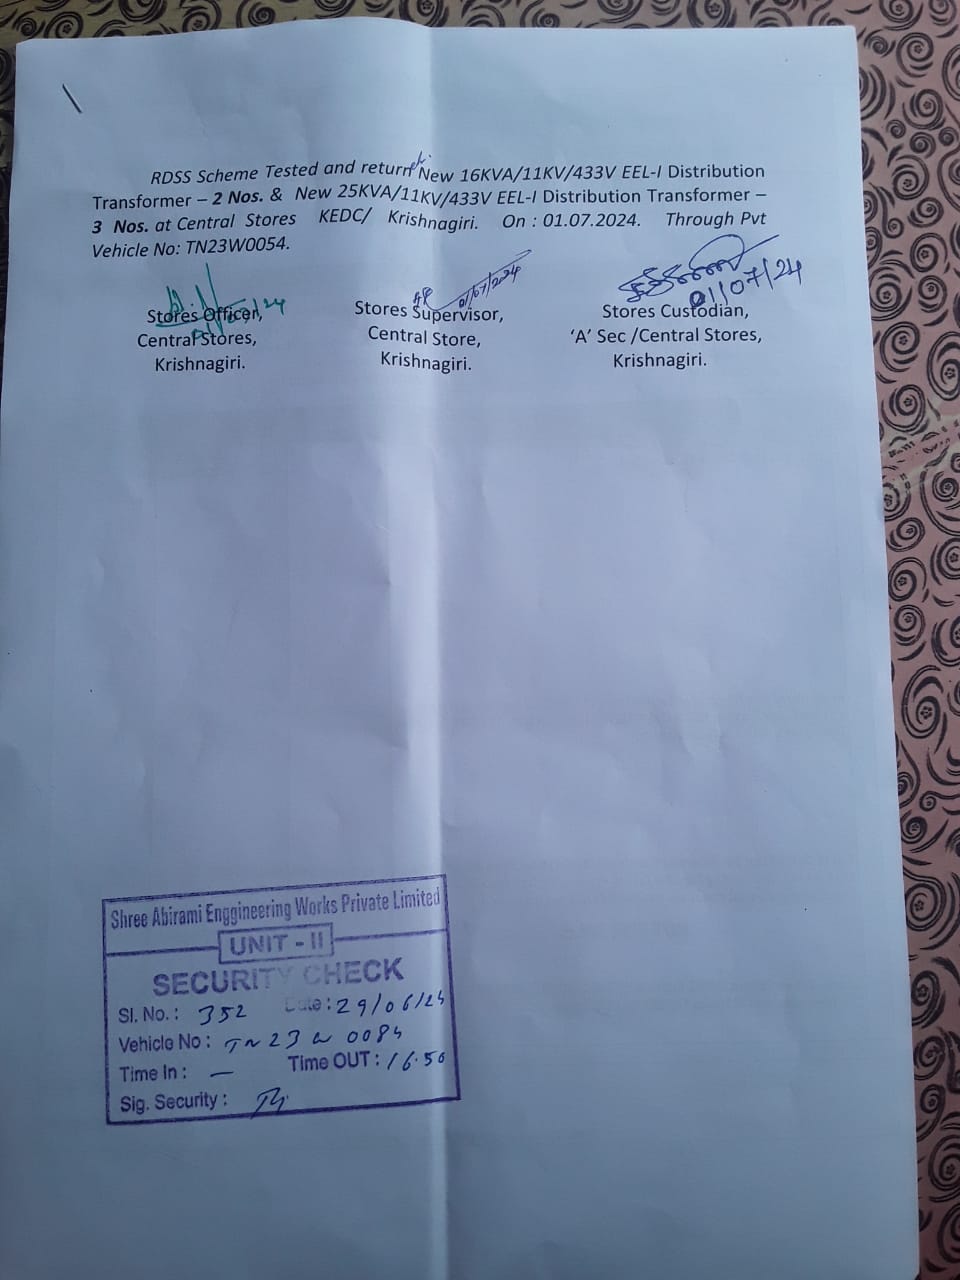 RDSS Scheme Tested and returned New 16KVA/11KV/433V EEL-I Distribution
Transformer – 2 Nos. & New 25KVA/11KV/433V EEL-I Distribution Transformer –
3 Nos. at Central Stores KEDC/ Krishnagiri. On : 01.07.2024. Through Pvt
Vehicle No: TN23W0054.
01/07/2024 01/07/24
Stores Officer, Stores Supervisor, Stores Custodian,
Central Stores, Central Store, ‘A’ Sec /Central Stores,
Krishnagiri. Krishnagiri. Krishnagiri.
Shree Abirami Enggineering Works Private Limited
UNIT - II
SECURITY CHECK
Sl. No. : 352 Date : 29/06/24
Vehicle No : TN 23 W 0084
Time In : — Time OUT : 16.50
Sig. Security :